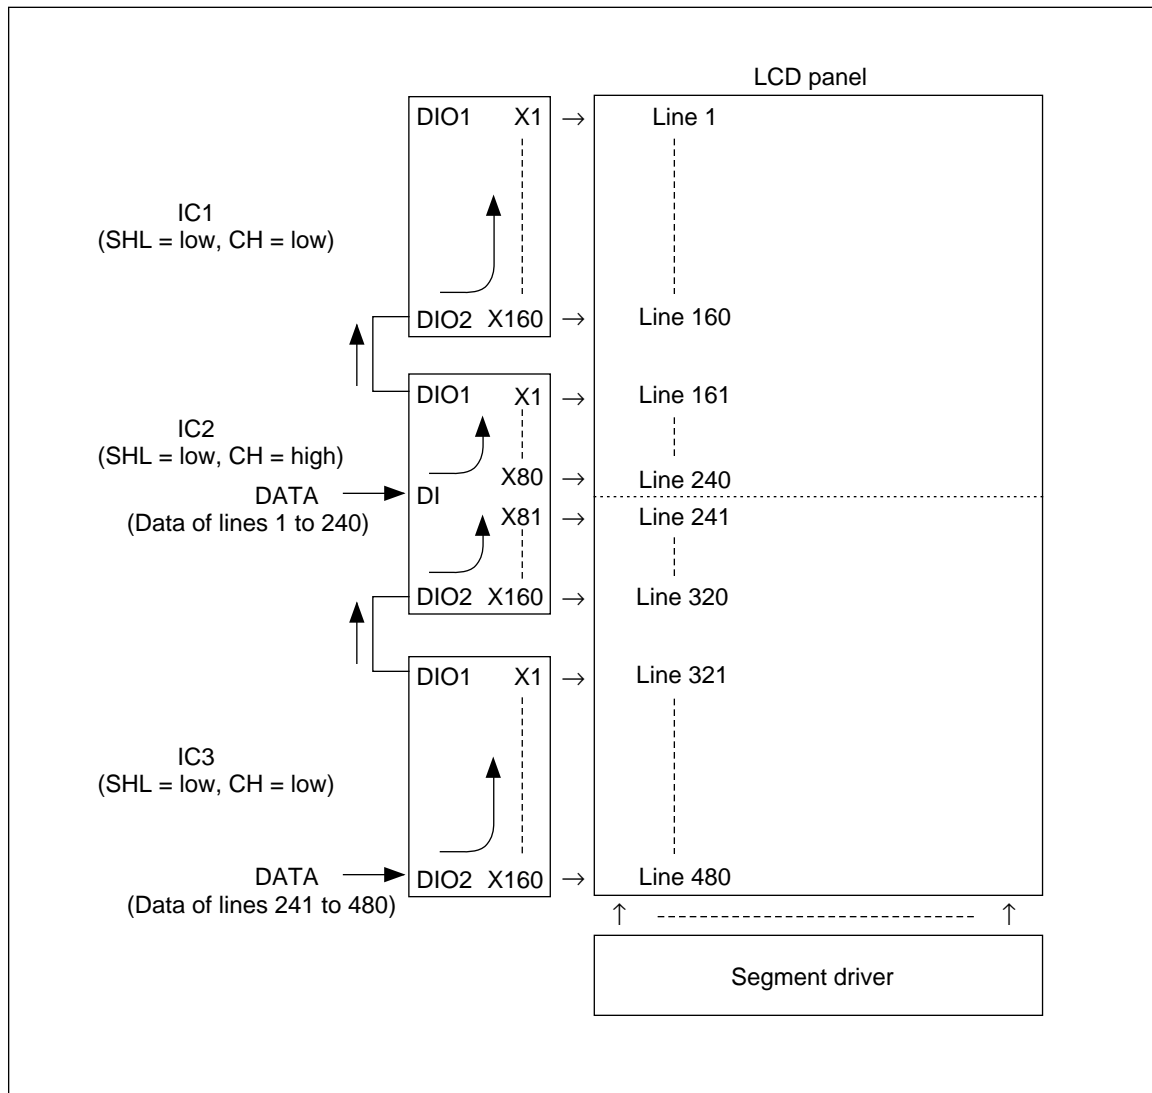 LCD panel
DIO1 X1 → Line 1
IC1
(SHL = low, CH = low)
DIO2 X160 → Line 160
DIO1 X1 → Line 161
IC2
(SHL = low, CH = high)
X80 → Line 240
DATA DI
(Data of lines 1 to 240)
X81 → Line 241
DIO2 X160 → Line 320
DIO1 X1 → Line 321
IC3
(SHL = low, CH = low)
DATA DIO2 X160 → Line 480
(Data of lines 241 to 480)
↑ ↑
Segment driver